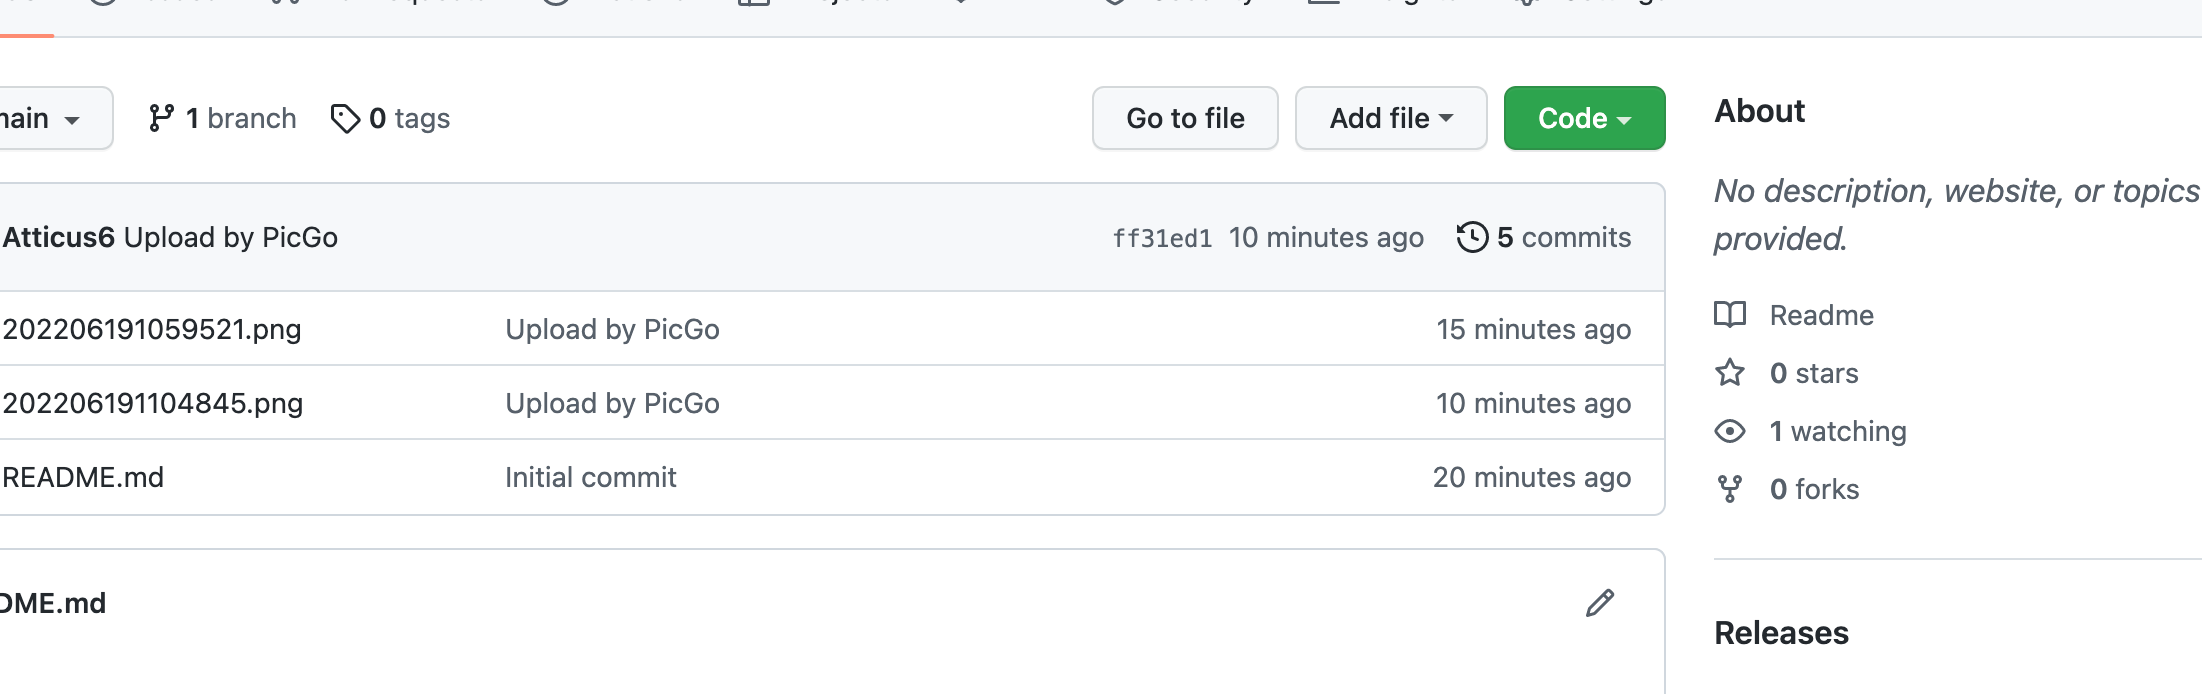 1 branch 0 tags Go to file Add file Code
About
No description, website, or topics
provided.
Atticus6 Upload by PicGo ff31ed1 10 minutes ago 5 commits
202206191059521.png Upload by PicGo 15 minutes ago
202206191104845.png Upload by PicGo 10 minutes ago
README.md Initial commit 20 minutes ago
Readme
0 stars
1 watching
0 forks
DME.md
Releases